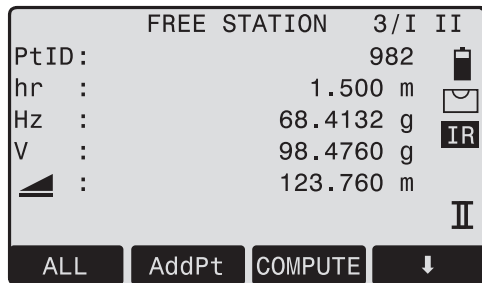 FREE STATION 3/I II
PtID: 982
hr : 1.500 m
Hz : 68.4132 g
IR
V : 98.4760 g
: 123.760 m
II
ALL AddPt COMPUTE ⬇